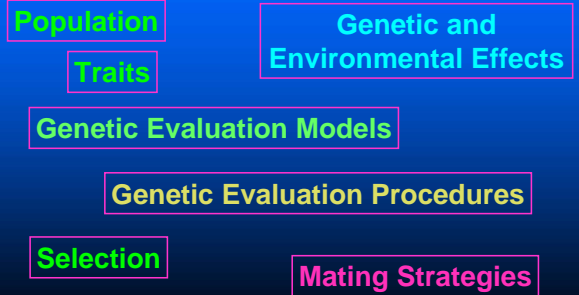 Population
Genetic and
Environmental Effects
Traits
Genetic Evaluation Models
Genetic Evaluation Procedures
Selection
Mating Strategies